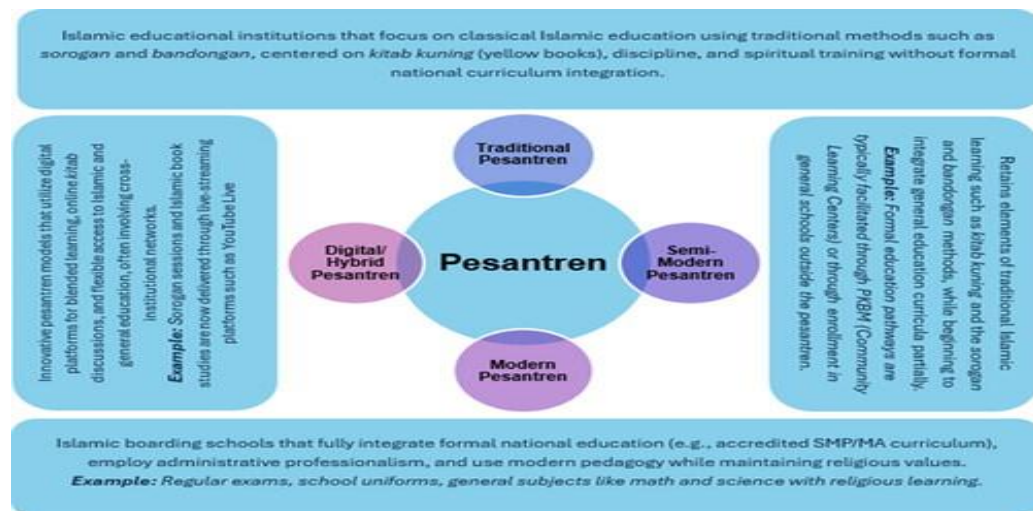 Islamic educational institutions that focus on classical Islamic education using traditional methods such as
sorogan and bandongan, centered on kitab kuning (yellow books), discipline, and spiritual training without formal
national curriculum integration.
Innovative pesantren models that utilize digital
platforms for blended learning, online kitab
discussions, and flexible access to Islamic and
general education, often involving cross-
institutional networks.
Example: Sorogan sessions and Islamic book
studies are now delivered through live-streaming
platforms such as YouTube Live
Traditional
Pesantren
Digital/
Hybrid
Pesantren
Pesantren
Semi-
Modern
Pesantren
Modern
Pesantren
Retains elements of traditional Islamic
learning such as kitab kuning and the sorogan
and bandongan methods, while beginning to
integrate general education curricula partially.
Example: Formal education pathways are
typically facilitated through PKBM (Community
Learning Centers) or through enrollment in
general schools outside the pesantren.
Islamic boarding schools that fully integrate formal national education (e.g., accredited SMP/MA curriculum),
employ administrative professionalism, and use modern pedagogy while maintaining religious values.
Example: Regular exams, school uniforms, general subjects like math and science with religious learning.